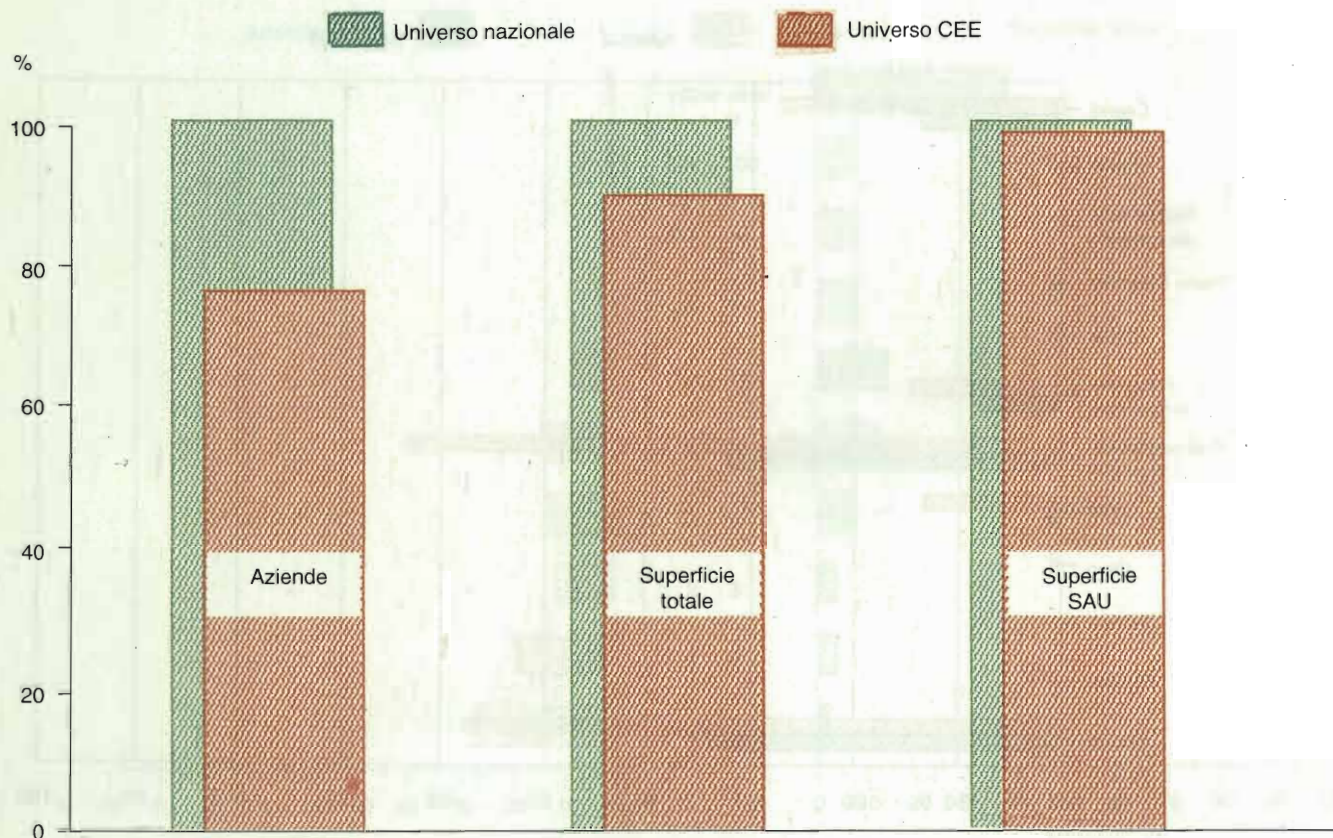 Universo nazionale
Universo CEE
%
100
80
60
40
20
0
Aziende
Superficie
totale
Superficie
SAU